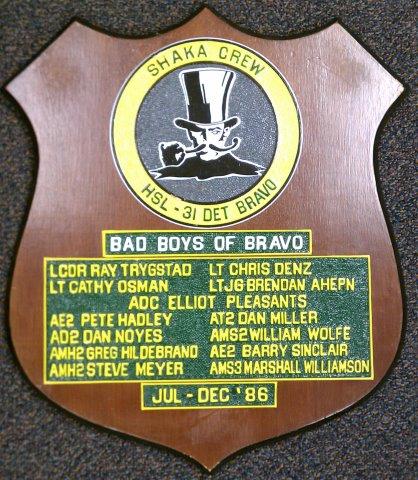 SHAKA CREW
HSL - 31 DET BRAVO
BAD BOYS OF BRAVO
LCDR RAY TRYGSTAD LT CHRIS DENZ
LT CATHY OSMAN LTJG BRENDAN AHEPN
ADC ELLIOT PLEASANTS
AE2 PETE HADLEY AT2 DAN MILLER
AD2 DAN NOYES AMS2 WILLIAM WOLFE
AMH2 GREG HILDEBRAND AE2 BARRY SINCLAIR
AMH2 STEVE MEYER AMS3 MARSHALL WILLIAMSON
JUL - DEC '86